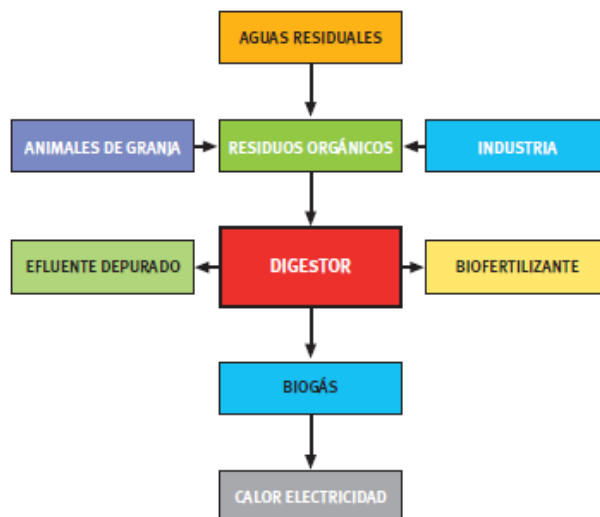 AGUAS RESIDUALES
ANIMALES DE GRANJA
RESIDUOS ORGÁNICOS
INDUSTRIA
EFLUENTE DEPURADO
DIGEsTOR
BIOFERTILIZANTE
BIOGÁS
CALOR ELECTRICIDAD